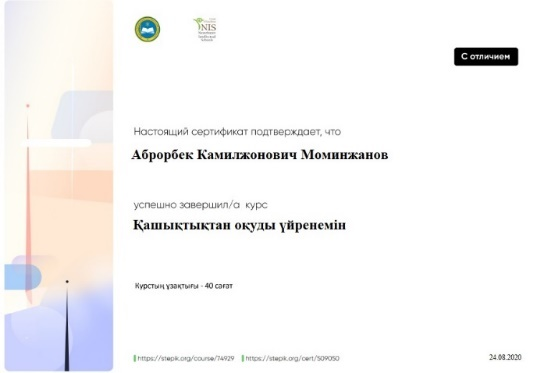 NIS
С отличием
Настоящий сертификат подтверждает, что
Аброрбек Камилжонович Моминжанов
успешно завершил/а курс
Қашықтықтан оқуды үйренемін
Курстың ұзақтығы - 40 сағат
https://stepik.org/course/74929 https://stepik.org/cert/509050
24.08.2020